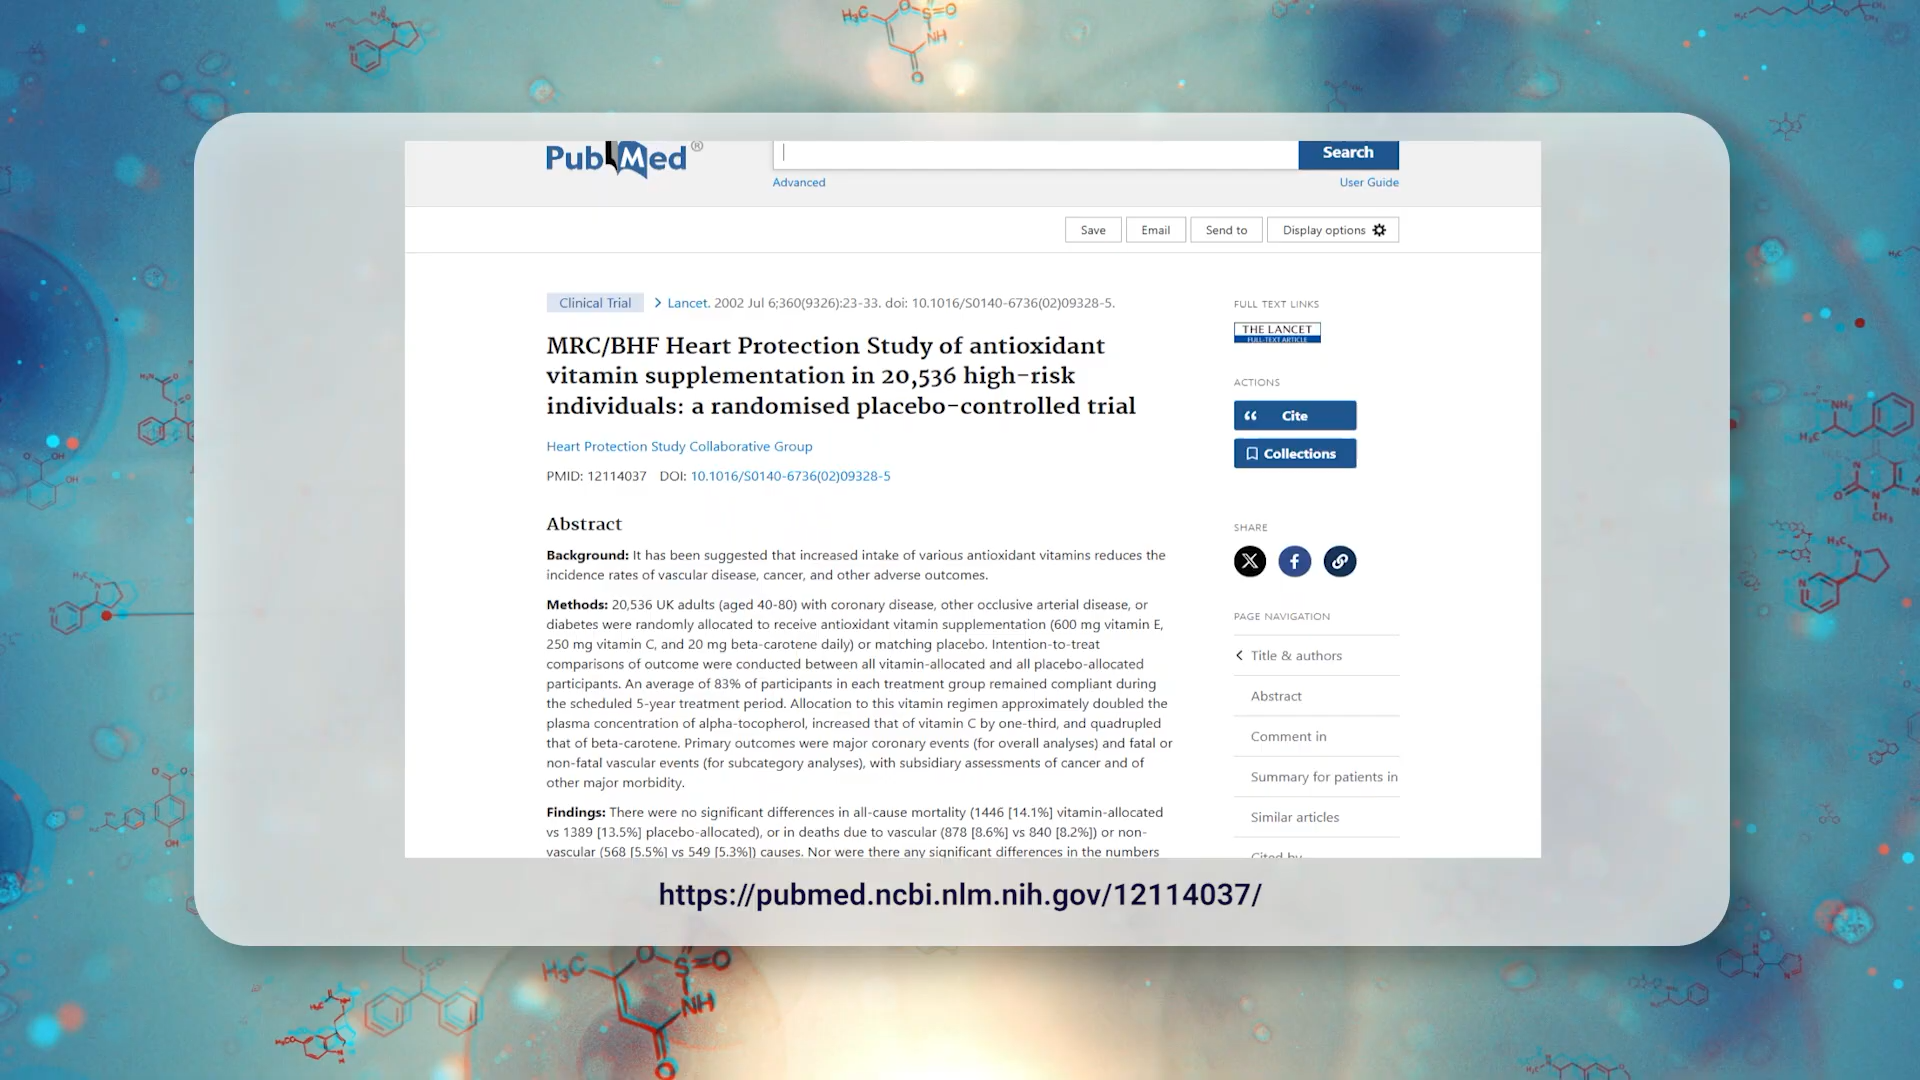 PubMed®
Search
Advanced
User Guide
Save
Email
Send to
Display options
Clinical Trial
Lancet. 2002 Jul 6;360(9326):23-33. doi: 10.1016/S0140-6736(02)09328-5.
MRC/BHF Heart Protection Study of antioxidant
vitamin supplementation in 20,536 high-risk
individuals: a randomised placebo-controlled trial
Heart Protection Study Collaborative Group
PMID: 12114037 DOI: 10.1016/S0140-6736(02)09328-5
Abstract
Background: It has been suggested that increased intake of various antioxidant vitamins reduces the
incidence rates of vascular disease, cancer, and other adverse outcomes.
Methods: 20,536 UK adults (aged 40-80) with coronary disease, other occlusive arterial disease, or
diabetes were randomly allocated to receive antioxidant vitamin supplementation (600 mg vitamin E,
250 mg vitamin C, and 20 mg beta-carotene daily) or matching placebo. Intention-to-treat
comparisons of outcome were conducted between all vitamin-allocated and all placebo-allocated
participants. An average of 83% of participants in each treatment group remained compliant during
the scheduled 5-year treatment period. Allocation to this vitamin regimen approximately doubled the
plasma concentration of alpha-tocopherol, increased that of vitamin C by one-third, and quadrupled
that of beta-carotene. Primary outcomes were major coronary events (for overall analyses) and fatal or
non-fatal vascular events (for subcategory analyses), with subsidiary assessments of cancer and of
other major morbidity.
Findings: There were no significant differences in all-cause mortality (1446 [14.1%] vitamin-allocated
vs 1389 [13.5%] placebo-allocated), or in deaths due to vascular (878 [8.6%] vs 840 [8.2%]) or non-
vascular (568 [5.5%] vs 549 [5.3%]) causes. Nor were there any significant differences in the numbers
FULL TEXT LINKS
THE LANCET
FULL-TEXT ARTICLE
ACTIONS
Cite
Collections
SHARE
PAGE NAVIGATION
Title & authors
Abstract
Comment in
Summary for patients in
Similar articles
Cited by
https://pubmed.ncbi.nlm.nih.gov/12114037/
H₃C
O
S=O
NH
O
H₃C
O
S=O
NH
O